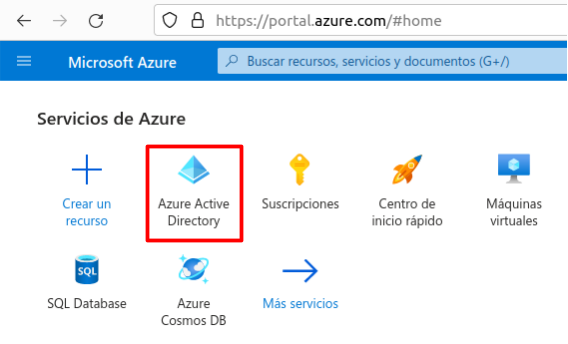 https://portal.azure.com/#home
Microsoft Azure
Buscar recursos, servicios y documentos (G+/)
Servicios de Azure
Crear un
recurso
Azure Active
Directory
Suscripciones
Centro de
inicio rápido
Máquinas
virtuales
SQL
SQL Database
Azure
Cosmos DB
Más servicios